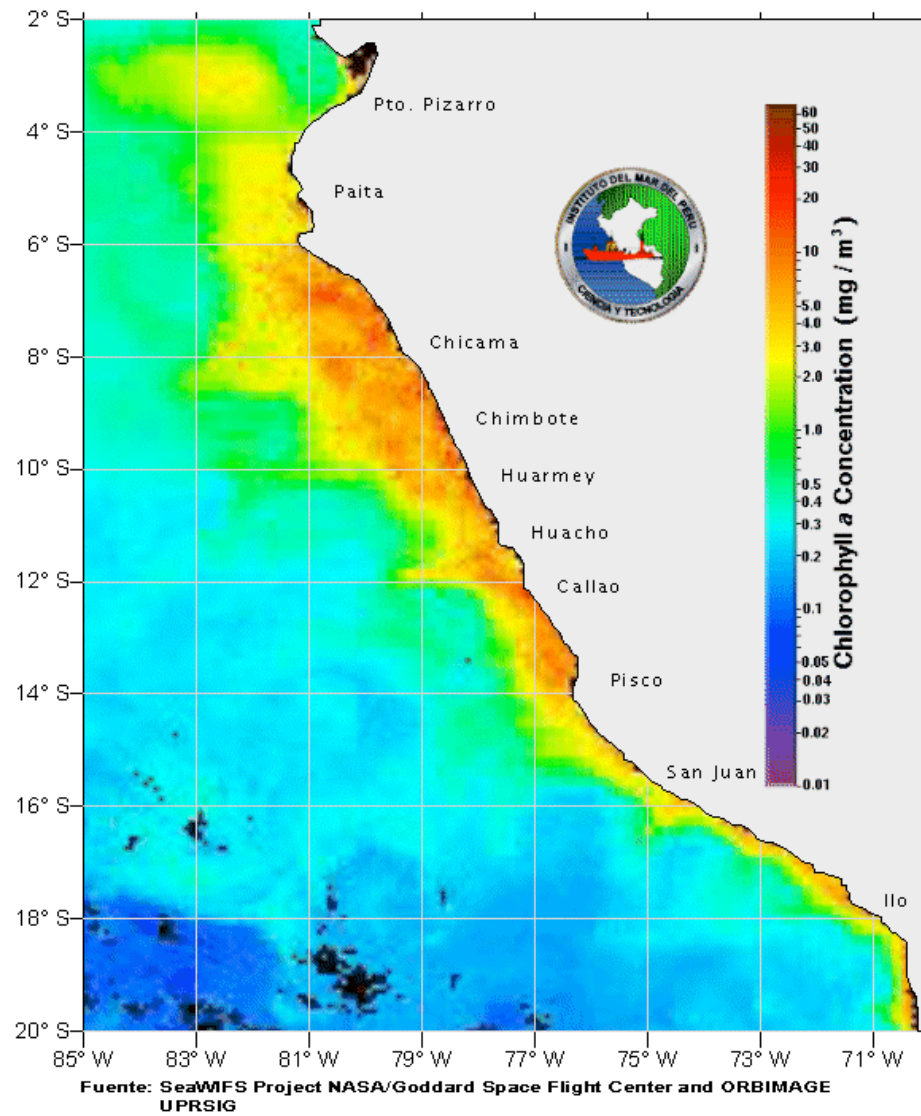 2° S
4° S
6° S
8° S
10° S
12° S
14° S
16° S
18° S
20° S
85° W
83° W
81° W
79° W
77° W
75° W
73° W
71° W
Pto. Pizarro
Paita
Chicama
Chimbote
Huarmey
Huacho
Callao
Pisco
San Juan
Ilo
INSTITUTO DEL MAR DEL PERU
CIENCIA Y TECNOLOGIA
60
50
40
30
20
10
5.0
4.0
3.0
2.0
1.0
0.5
0.4
0.3
0.2
0.1
0.05
0.04
0.03
0.02
0.01
Chlorophyll a Concentration (mg / m³)
Fuente: SeaWIFS Project NASA/Goddard Space Flight Center and ORBIMAGE
UPRSIG